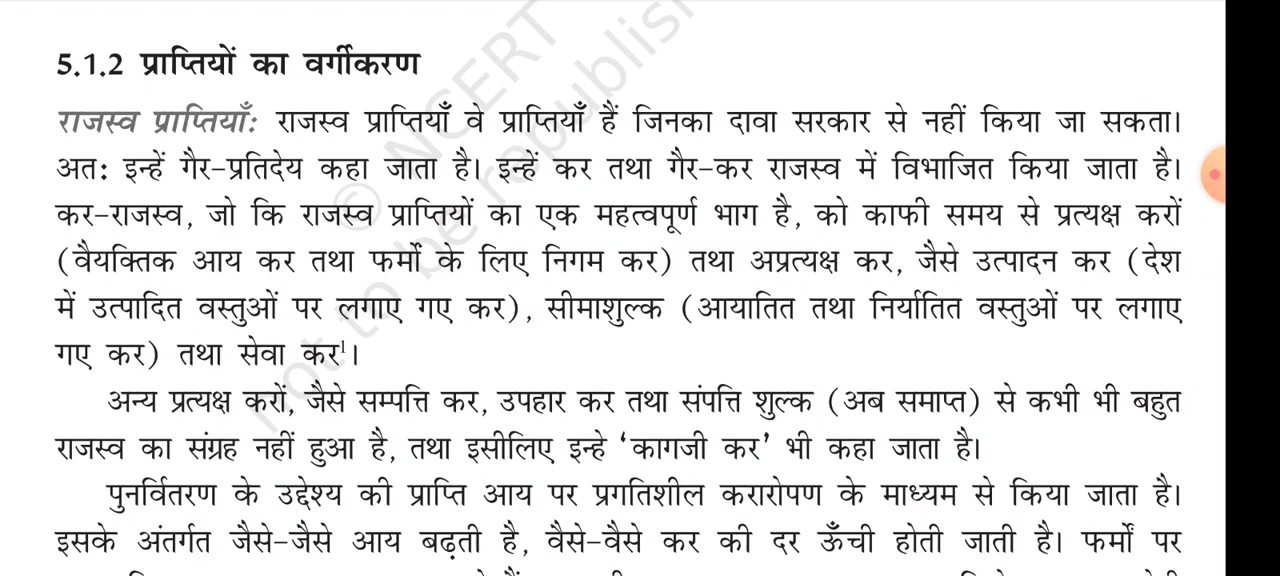 5.1.2 प्राप्तियों का वर्गीकरण
राजस्व प्राप्तियाँ: राजस्व प्राप्तियाँ वे प्राप्तियाँ हैं जिनका दावा सरकार से नहीं किया जा सकता।
अत: इन्हें गैर-प्रतिदेय कहा जाता है। इन्हें कर तथा गैर-कर राजस्व में विभाजित किया जाता है।
कर-राजस्व, जो कि राजस्व प्राप्तियों का एक महत्वपूर्ण भाग है, को काफी समय से प्रत्यक्ष करों
(वैयक्तिक आय कर तथा फर्मों के लिए निगम कर) तथा अप्रत्यक्ष कर, जैसे उत्पादन कर (देश
में उत्पादित वस्तुओं पर लगाए गए कर), सीमाशुल्क (आयातित तथा निर्यातित वस्तुओं पर लगाए
गए कर) तथा सेवा कर¹।
अन्य प्रत्यक्ष करों, जैसे सम्पत्ति कर, उपहार कर तथा संपत्ति शुल्क (अब समाप्त) से कभी भी बहुत
राजस्व का संग्रह नहीं हुआ है, तथा इसीलिए इन्हे ‘कागजी कर’ भी कहा जाता है।
पुनर्वितरण के उद्देश्य की प्राप्ति आय पर प्रगतिशील करारोपण के माध्यम से किया जाता है।
इसके अंतर्गत जैसे-जैसे आय बढ़ती है, वैसे-वैसे कर की दर ऊँची होती जाती है। फर्मों पर
© NCERT
not to be republish